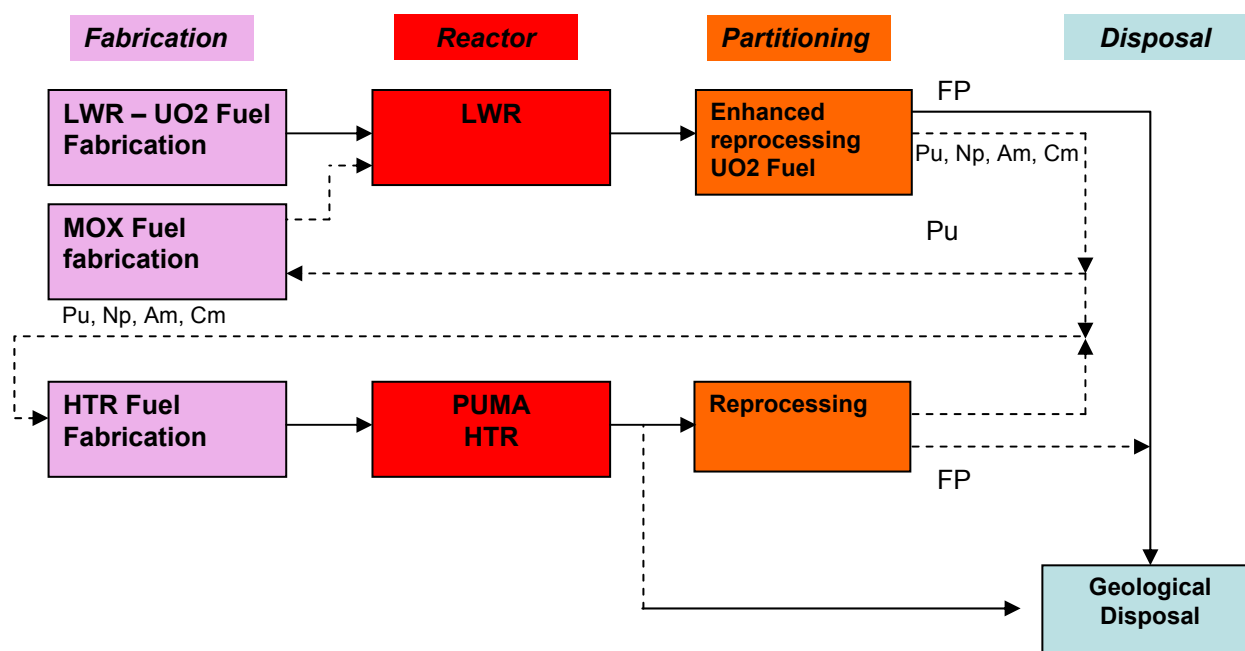 Fabrication
Reactor
Partitioning
Disposal
LWR – UO2 Fuel
Fabrication
LWR
Enhanced
reprocessing
UO2 Fuel
FP
Pu, Np, Am, Cm
MOX Fuel
fabrication
Pu
Pu, Np, Am, Cm
HTR Fuel
Fabrication
PUMA
HTR
Reprocessing
FP
Geological
Disposal